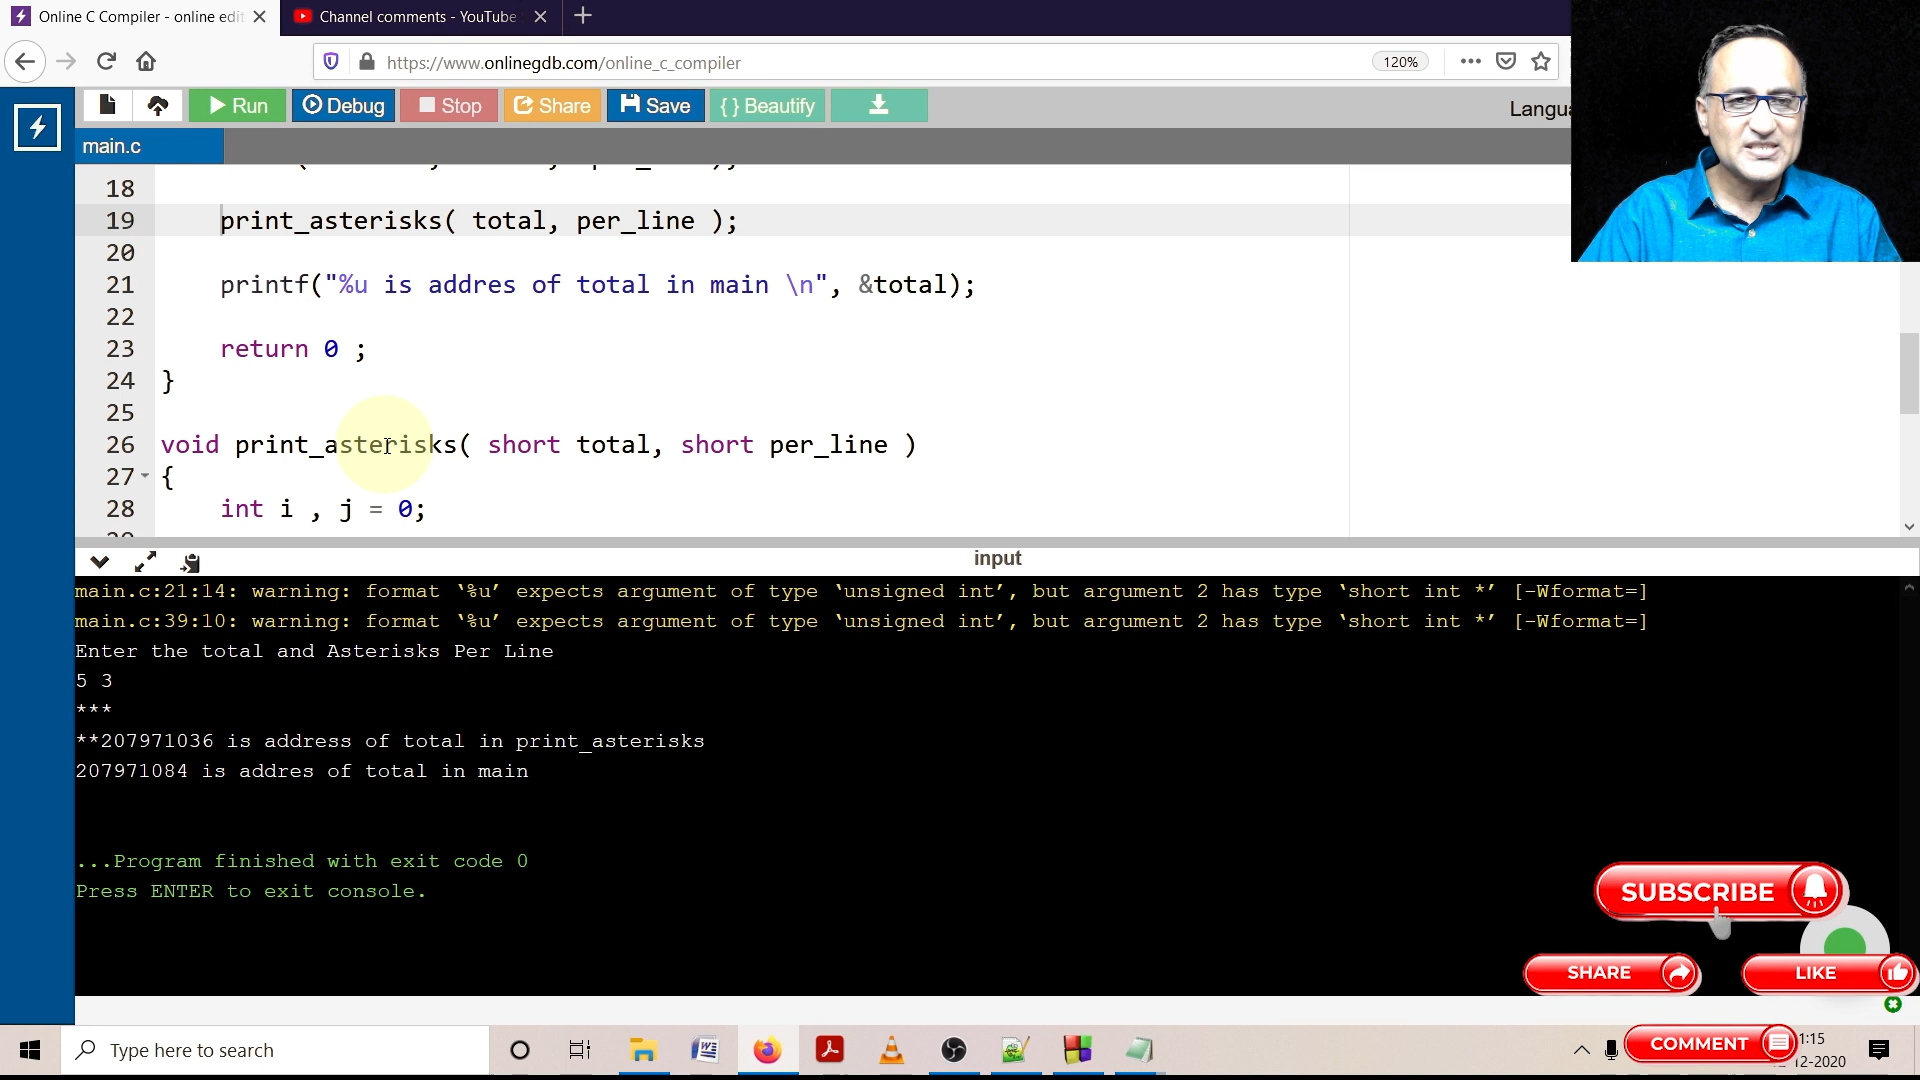 Online C Compiler - online edit
Channel comments - YouTube
https://www.onlinegdb.com/online_c_compiler
120%
Run
Debug
Stop
Share
Save
{ } Beautify
Langua
main.c
18
19 print_asterisks( total, per_line );
20
21 printf("%u is addres of total in main \n", &total);
22
23 return 0 ;
24 }
25
26 void print_asterisks( short total, short per_line )
27 {
28 int i , j = 0;
input
main.c:21:14: warning: format ‘%u’ expects argument of type ‘unsigned int’, but argument 2 has type ‘short int *’ [-Wformat=]
main.c:39:10: warning: format ‘%u’ expects argument of type ‘unsigned int’, but argument 2 has type ‘short int *’ [-Wformat=]
Enter the total and Asterisks Per Line
5 3
***
**207971036 is address of total in print_asterisks
207971084 is addres of total in main
...Program finished with exit code 0
Press ENTER to exit console.
SUBSCRIBE
SHARE
LIKE
Type here to search
COMMENT
1:15
12-2020